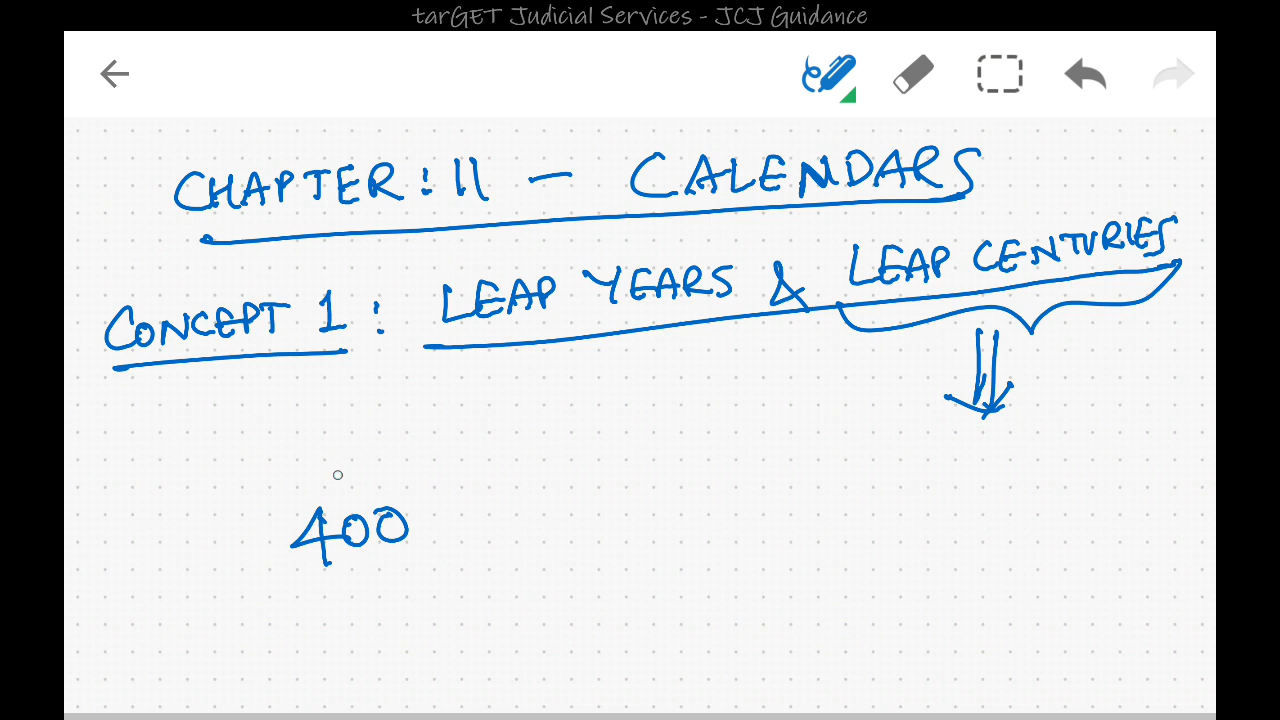 tarGET Judicial Services - JCJ Guidance
CHAPTER: 11 - CALENDARS
CONCEPT 1: LEAP YEARS & LEAP CENTURIES
400